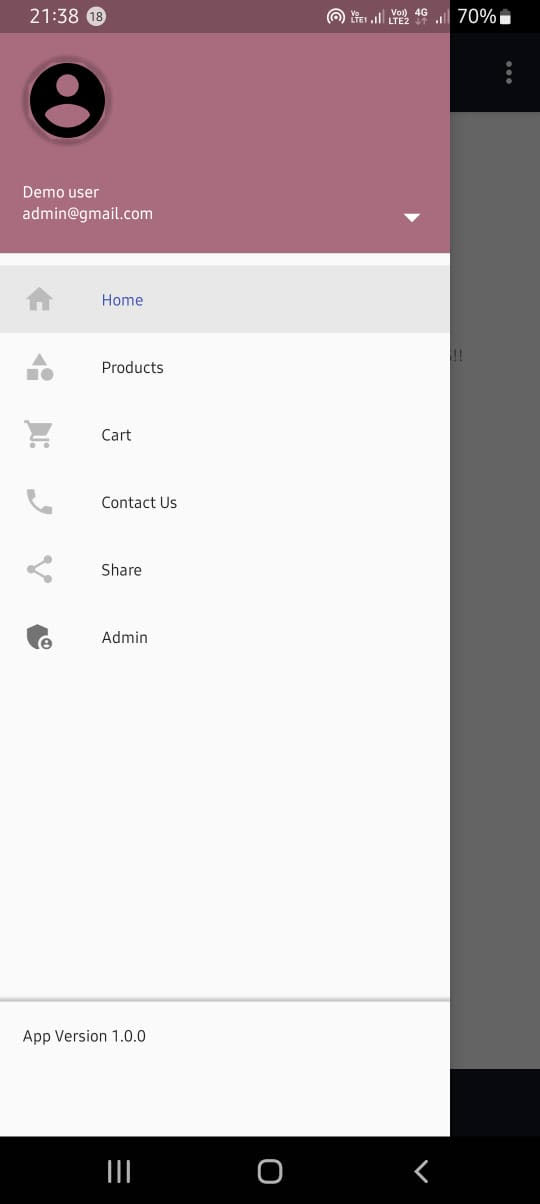 21:38 18 Vo LTE1 Vo) LTE2 4G 70%
Demo user
admin@gmail.com
Home
!!
Products
Cart
Contact Us
Share
Admin
App Version 1.0.0